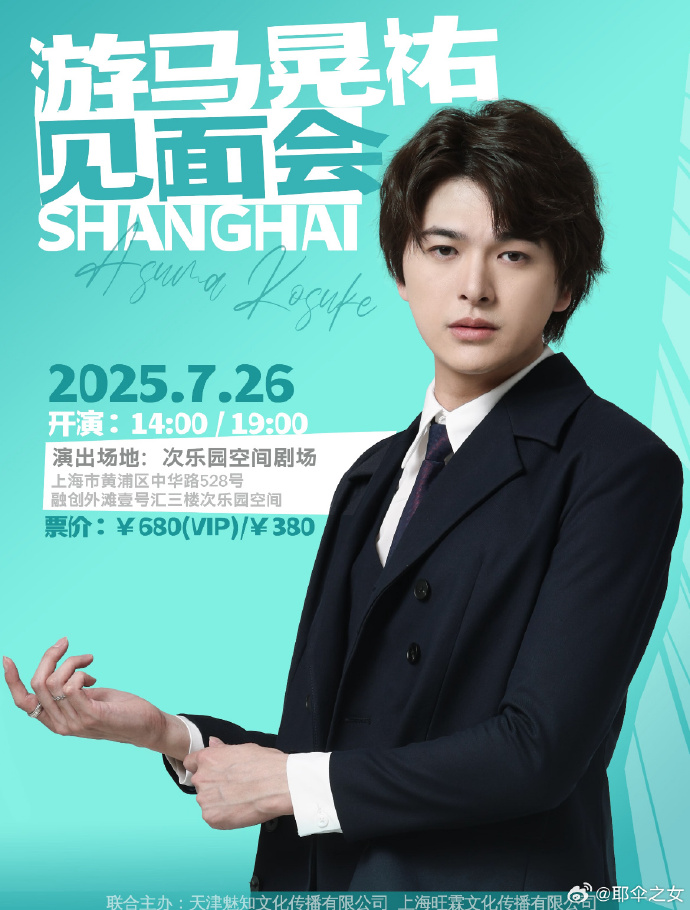 游马晃祐
见面会
SHANGHAI
Asuma Kosuke
2025.7.26
开演：14:00 / 19:00
演出场地：次乐园空间剧场
上海市黄浦区中华路528号
融创外滩壹号汇三楼次乐园空间
票价：￥680(VIP)/￥380
联合主办：天津魅知文化传播有限公司 上海旺霖文化传播有限公司
@耶伞之女